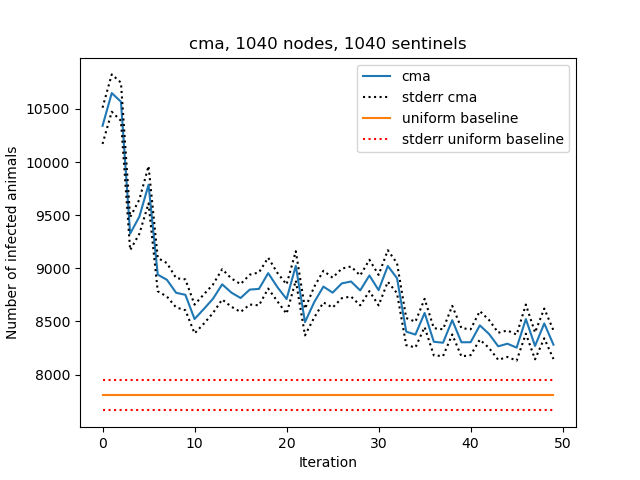 cma, 1040 nodes, 1040 sentinels
cma
stderr cma
uniform baseline
stderr uniform baseline
Number of infected animals
10500
10000
9500
9000
8500
8000
0 10 20 30 40 50
Iteration